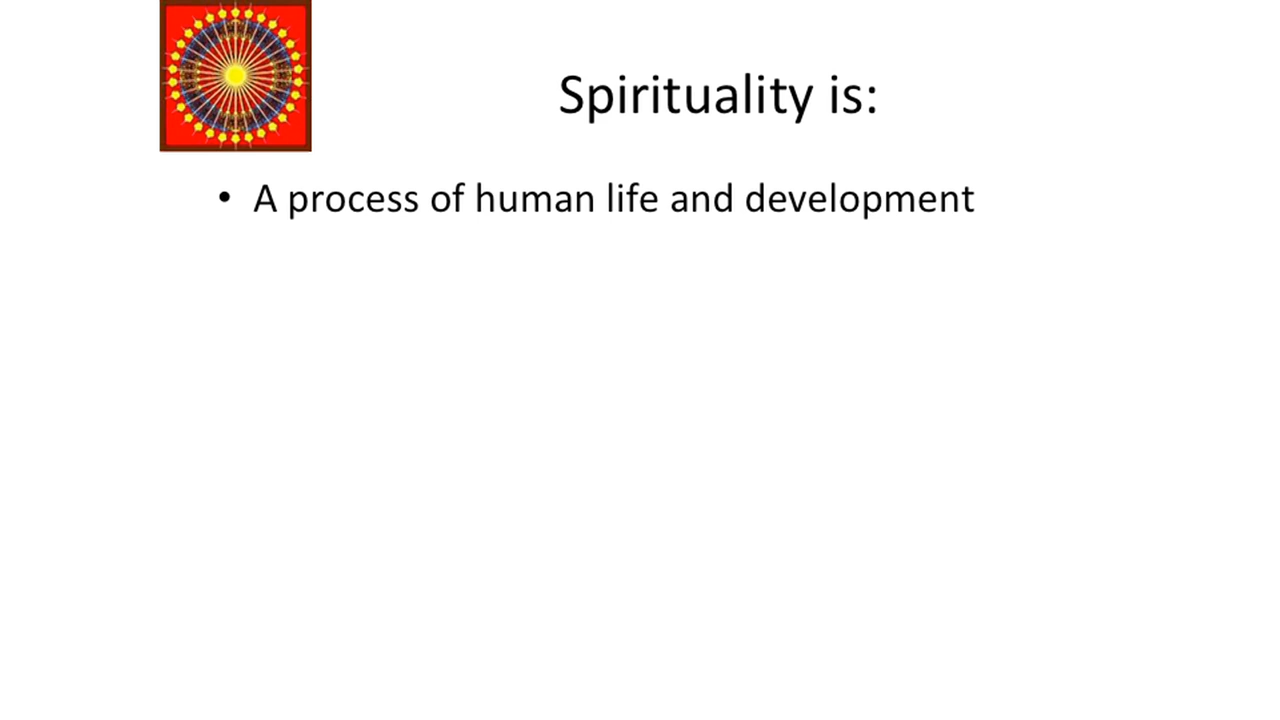 Spirituality is:
• A process of human life and development